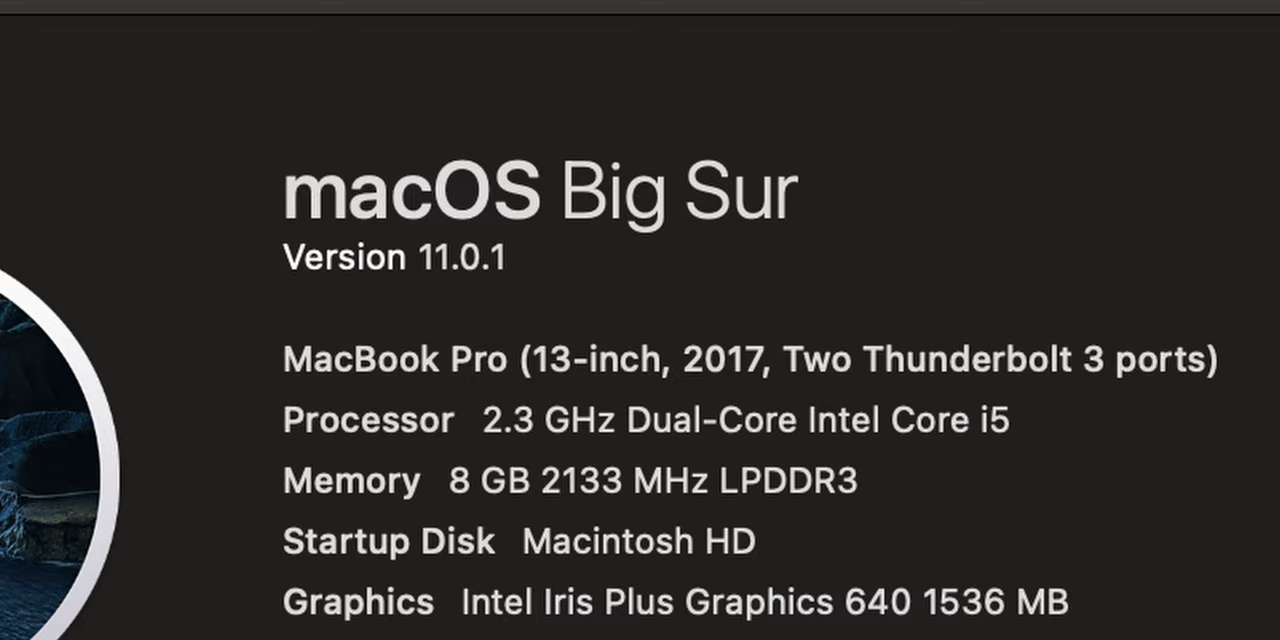 macOS Big Sur
Version 11.0.1
MacBook Pro (13-inch, 2017, Two Thunderbolt 3 ports)
Processor 2.3 GHz Dual-Core Intel Core i5
Memory 8 GB 2133 MHz LPDDR3
Startup Disk Macintosh HD
Graphics Intel Iris Plus Graphics 640 1536 MB